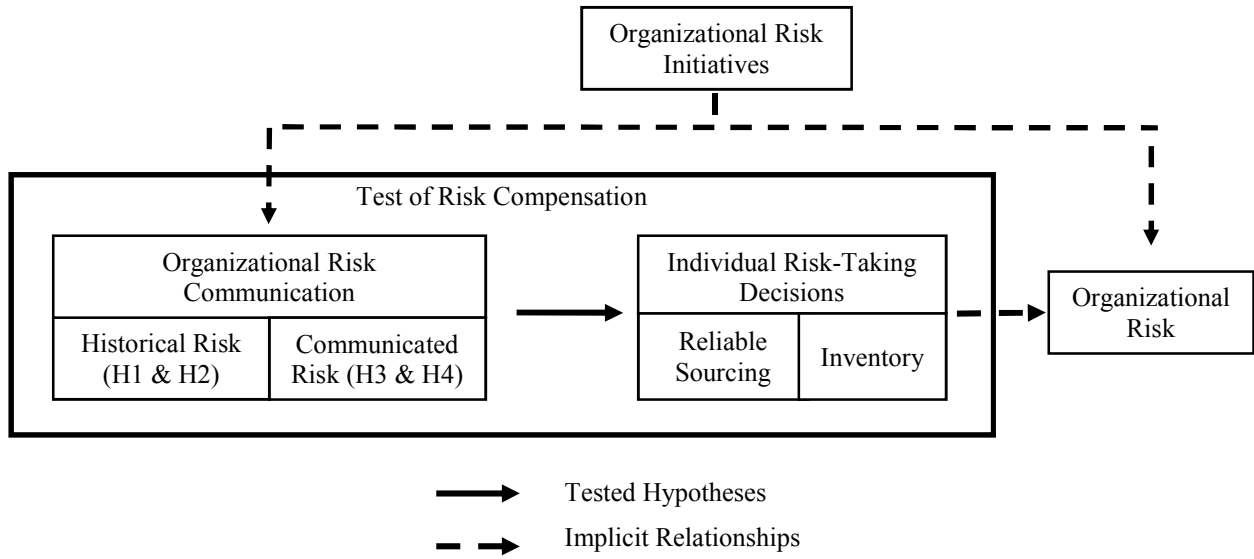 Organizational Risk
Initiatives
Test of Risk Compensation
Organizational Risk
Communication
Historical Risk
(H1 & H2)
Communicated
Risk (H3 & H4)
Individual Risk-Taking
Decisions
Reliable
Sourcing
Inventory
Organizational
Risk
Tested Hypotheses
Implicit Relationships